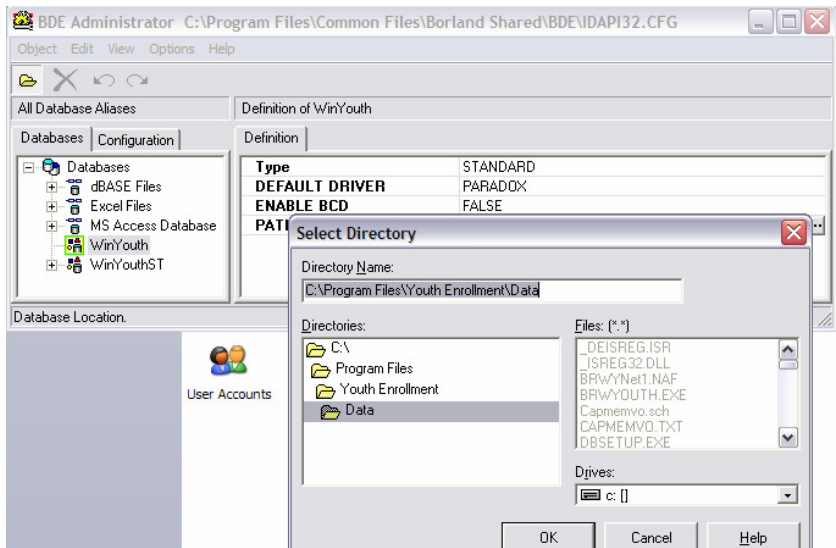 BDE Administrator C:\Program Files\Common Files\Borland Shared\BDE\IDAPI32.CFG
Object Edit View Options Help
All Database Aliases
Definition of WinYouth
Databases Configuration
Definition
Databases
dBASE Files
Excel Files
MS Access Database
WinYouth
WinYouthST
Type STANDARD
DEFAULT DRIVER PARADOX
ENABLE BCD FALSE
Database Location.
User Accounts
Select Directory
Directory Name:
C:\Program Files\Youth Enrollment\Data
Directories:
C:\
Program Files
Youth Enrollment
Data
Files: (*.*)
_DEISREG.ISR
_ISREG32.DLL
BRWYNet1.NAF
BRWYOUTH.EXE
Capmemvo.sch
CAPMEMVO.TXT
DBSETUP.EXE
Drives:
c: []
OK Cancel Help